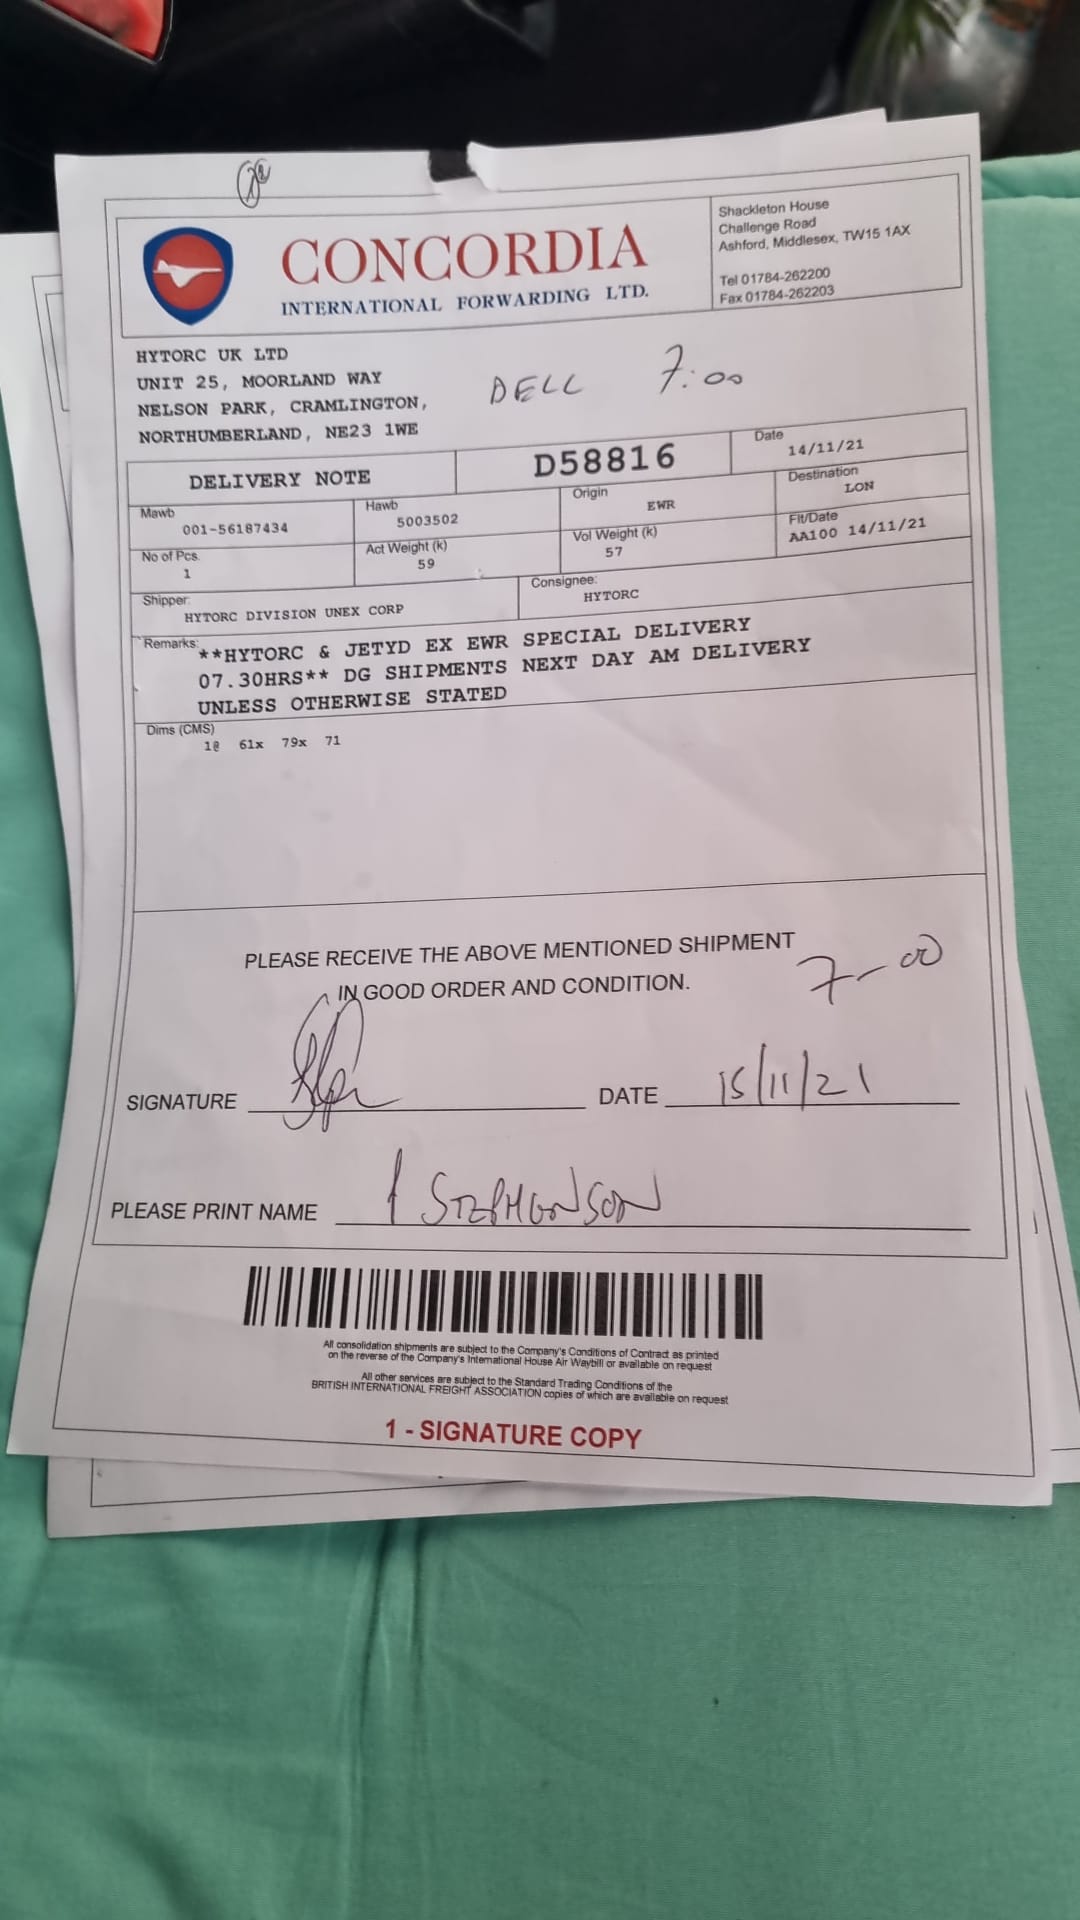 CONCORDIA
INTERNATIONAL FORWARDING LTD.
Shackleton House
Challenge Road
Ashford, Middlesex, TW15 1AX
Tel 01784-262200
Fax 01784-262203
HYTORC UK LTD
UNIT 25, MOORLAND WAY
NELSON PARK, CRAMLINGTON,
NORTHUMBERLAND, NE23 1WE
DELL 7:00
DELIVERY NOTE
D58816
Date
14/11/21
Mawb
001-56187434
Hawb
5003502
Origin
EWR
Destination
LON
No of Pcs.
1
Act Weight (k)
59
Vol Weight (k)
57
Flt/Date
AA100 14/11/21
Shipper:
HYTORC DIVISION UNEX CORP
Consignee:
HYTORC
Remarks:
**HYTORC & JETYD EX EWR SPECIAL DELIVERY
07.30HRS** DG SHIPMENTS NEXT DAY AM DELIVERY
UNLESS OTHERWISE STATED
Dims (CMS)
1@ 61x 79x 71
PLEASE RECEIVE THE ABOVE MENTIONED SHIPMENT
IN GOOD ORDER AND CONDITION.
7-00
SIGNATURE
DATE 15/11/21
PLEASE PRINT NAME STEPHENSON
All consolidation shipments are subject to the Company's Conditions of Contract as printed
on the reverse of the Company's International House Air Waybill or available on request
All other services are subject to the Standard Trading Conditions of the
BRITISH INTERNATIONAL FREIGHT ASSOCIATION copies of which are available on request
1 - SIGNATURE COPY